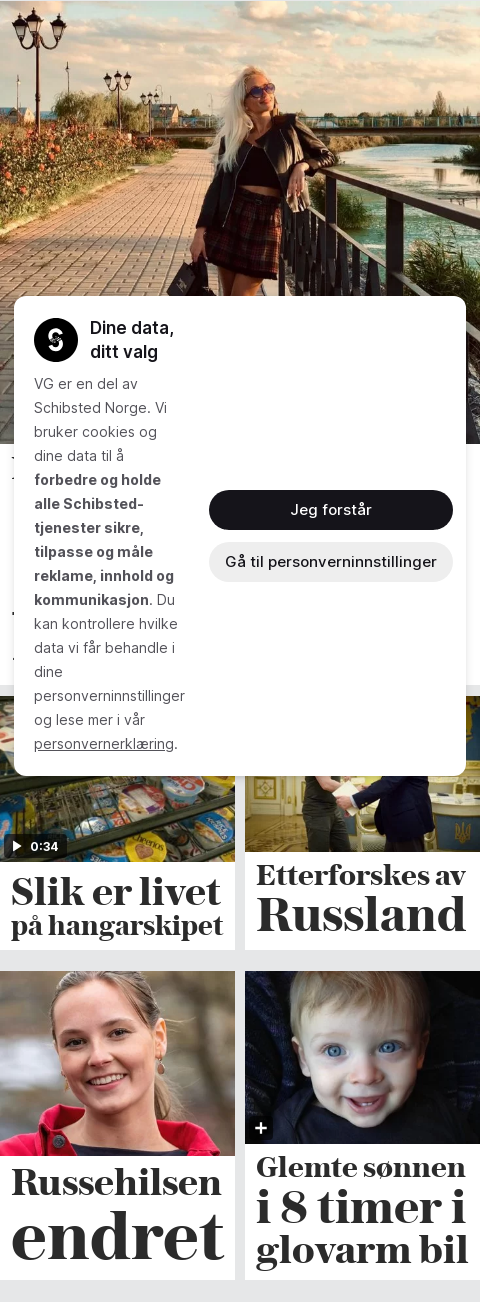 Dine data,
ditt valg
VG er en del av
Schibsted Norge. Vi
bruker cookies og
dine data til å
forbedre og holde
alle Schibsted-
tjenester sikre,
tilpasse og måle
reklame, innhold og
kommunikasjon. Du
kan kontrollere hvilke
data vi får behandle i
dine
personverninnstillinger
og lese mer i vår
personvernerklæring.
Jeg forstår
Gå til personverninnstillinger
0:34
Slik er livet
på hangarskipet
Etterforskes av
Russland
Russehilsen
endret
Glemte sønnen
i 8 timer i
glovarm bil